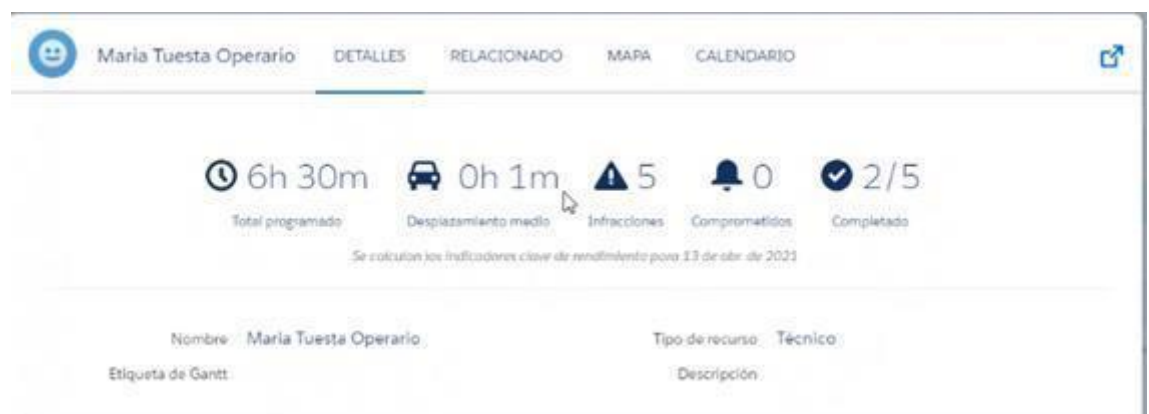 Maria Tuesta Operario DETALLES RELACIONADO MAPA CALENDARIO
6h 30m 0h 1m 5 0 2/5
Total programado Desplazamiento medio Infracciones Comprometidos Completado
Se calculan los indicadores clave de rendimiento para 13 de abr. de 2021
Nombre Maria Tuesta Operario Tipo de recurso Técnico
Etiqueta de Gantt Descripción